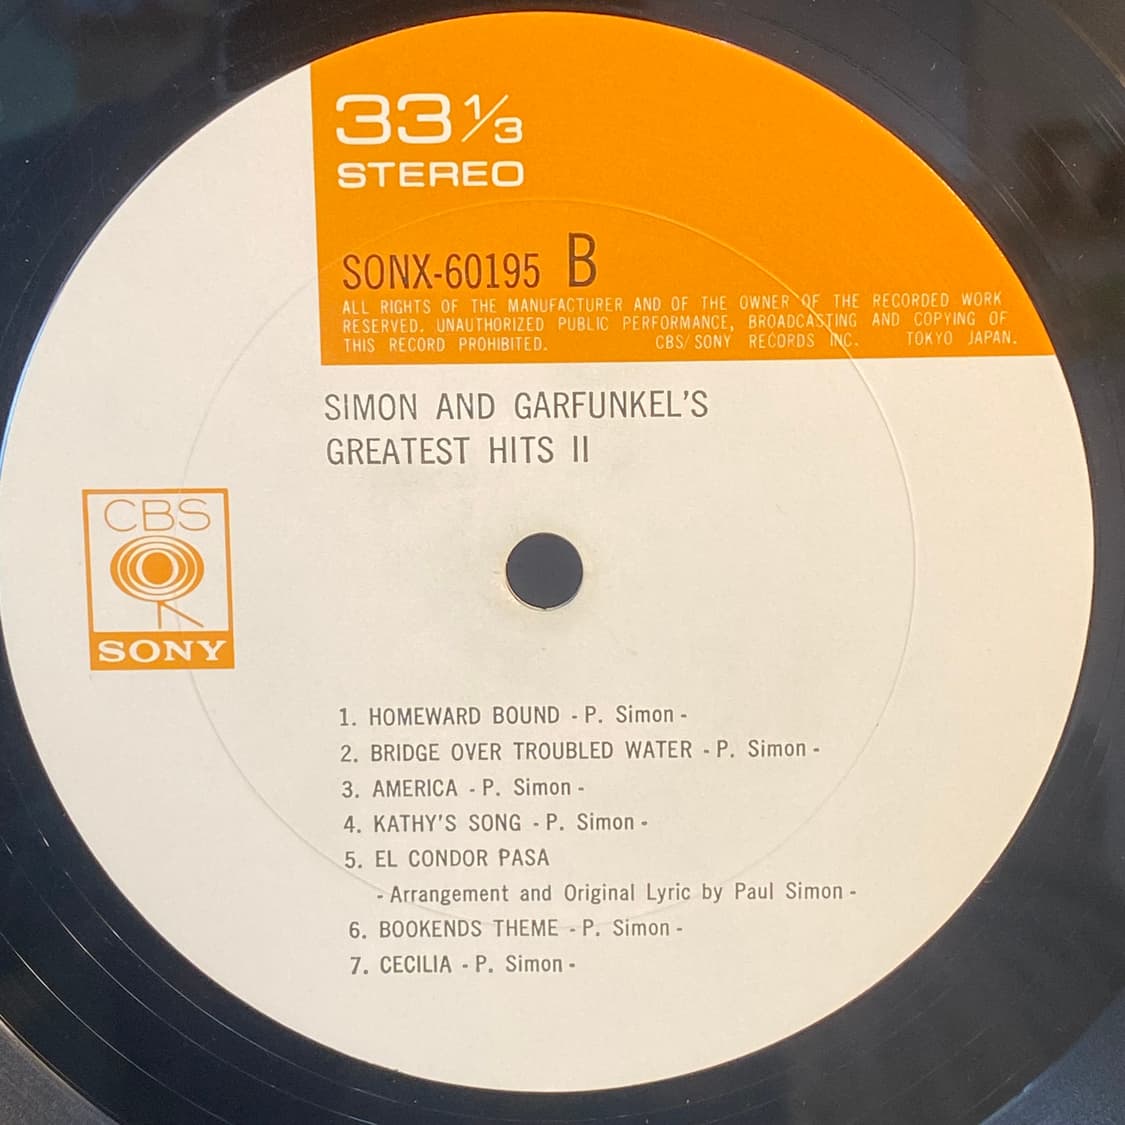 33 1/3
STEREO
SONX-60195 B
ALL RIGHTS OF THE MANUFACTURER AND OF THE OWNER OF THE RECORDED WORK
RESERVED. UNAUTHORIZED PUBLIC PERFORMANCE, BROADCASTING AND COPYING OF
THIS RECORD PROHIBITED. CBS/SONY RECORDS INC. TOKYO JAPAN.
SIMON AND GARFUNKEL'S
GREATEST HITS II
CBS
SONY
1. HOMEWARD BOUND - P. Simon -
2. BRIDGE OVER TROUBLED WATER - P. Simon -
3. AMERICA - P. Simon -
4. KATHY'S SONG - P. Simon -
5. EL CONDOR PASA
- Arrangement and Original Lyric by Paul Simon -
6. BOOKENDS THEME - P. Simon -
7. CECILIA - P. Simon -